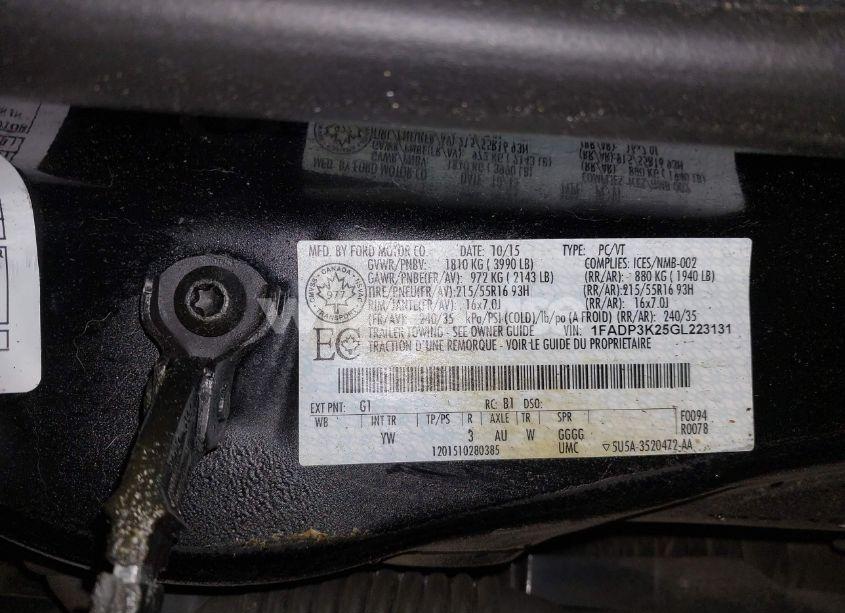 MFD. BY FORD MOTOR CO. DATE: 10/15 TYPE: PC/VT
GVWR/PNBV: 1810 KG ( 3990 LB) COMPLIES: ICES/NMB-002
GAWR/PNBE(FR/AV): 972 KG ( 2143 LB) (RR/AR): 880 KG ( 1940 LB)
TIRE/PNEU(FR/AV): 215/55R16 93H (RR/AR): 215/55R16 93H
RIM/JANTE(FR/AV): 16x7.0J (RR/AR): 16x7.0J
(FR/AV): 240/35 kPa/PSI (COLD)/lb/po (A FROID) (RR/AR): 240/35
TRAILER TOWING - SEE OWNER GUIDE VIN: 1FADP3K25GL223131
TRACTION D'UNE REMORQUE - VOIR LE GUIDE DU PROPRIETAIRE
CANADA
977
TRANSPORT
EC
EXT PNT: G1 RC: B1 DSO:
WB INT TR TP/PS R AXLE TR SPR F0094
YW 3 AU W GGGG R0078
1201510280385 UMC ▽5U5A-3520472-AA